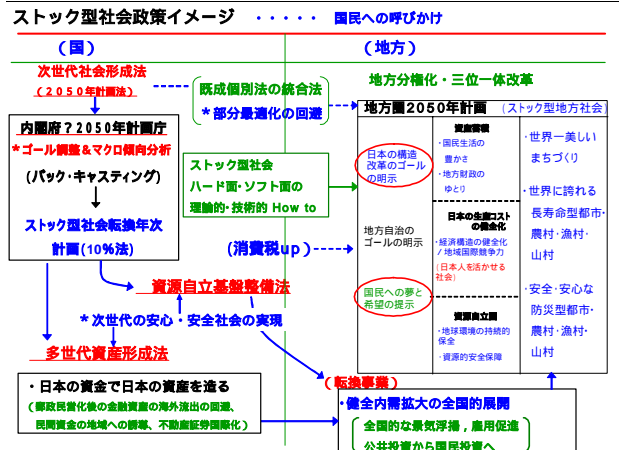 ストック型社会政策イメージ ・・・・・ 国民への呼びかけ
(国)
(地方)
次世代社会形成法
(2050年計画法)
既成個別法の統合法
*部分最適化の回避
地方分権化・三位一体改革
内閣府?2050年計画庁
*ゴール調整&マクロ傾向分析
(バック・キャスティング)
ストック型社会転換年次
計画(10%法)
ストック型社会
ハード面・ソフト面の
理論的・技術的 How to
(消費税up)
地方圏2050年計画 (ストック型地方社会)
日本の構造
改革のゴール
の明示
地方自治の
ゴールの明示
国民への夢と
希望の提示
資産蓄積
・国民生活の
豊かさ
・地方財政の
ゆとり
日本の生産コスト
の健全化
・経済構造の健全化
/地域国際競争力
(日本人を活かせる
社会)
資源自立圏
・地球環境の持続的
保全
・資源的安全保障
・世界一美しい
まちづくり
・世界に誇れる
長寿命型都市・
農村・漁村・
山村
・安全・安心な
防災型都市・
農村・漁村・
山村
資源自立基盤整備法
*次世代の安心・安全社会の実現
多世代資産形成法
・日本の資金で日本の資産を造る
(郵政民営化後の金融資産の海外流出の回避、
民間資金の地域への誘導、不動産証券国際化)
(転換事業)
・健全内需拡大の全国的展開
全国的な景気浮揚,雇用促進
公共投資から国民投資へ